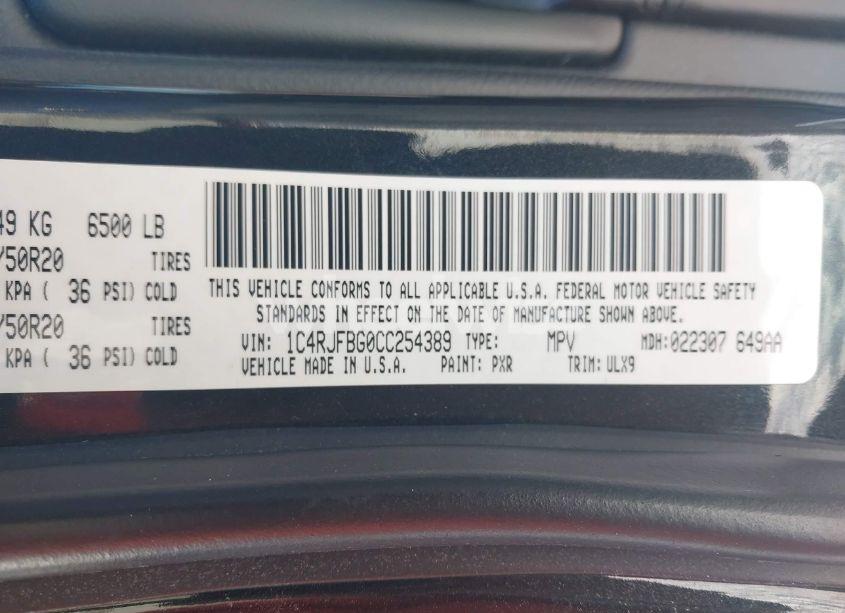 49 KG 6500 LB
/50R20 TIRES
KPA ( 36 PSI) COLD
/50R20 TIRES
KPA ( 36 PSI) COLD
THIS VEHICLE CONFORMS TO ALL APPLICABLE U.S.A. FEDERAL MOTOR VEHICLE SAFETY
STANDARDS IN EFFECT ON THE DATE OF MANUFACTURE SHOWN ABOVE.
VIN: 1C4RJFBG0CC254389 TYPE: MPV MDH:022307 649AA
VEHICLE MADE IN U.S.A. PAINT: PXR TRIM: ULX9